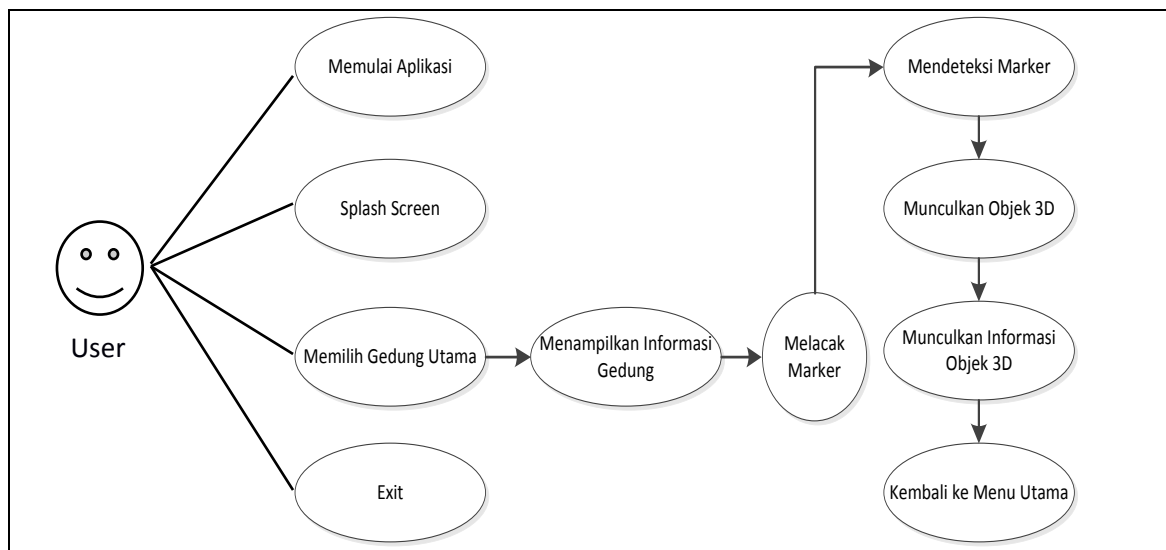 Memulai Aplikasi
Mendeteksi Marker
Splash Screen
Munculkan Objek 3D
User
Memilih Gedung Utama
Menampilkan Informasi
Gedung
Melacak
Marker
Munculkan Informasi
Objek 3D
Exit
Kembali ke Menu Utama